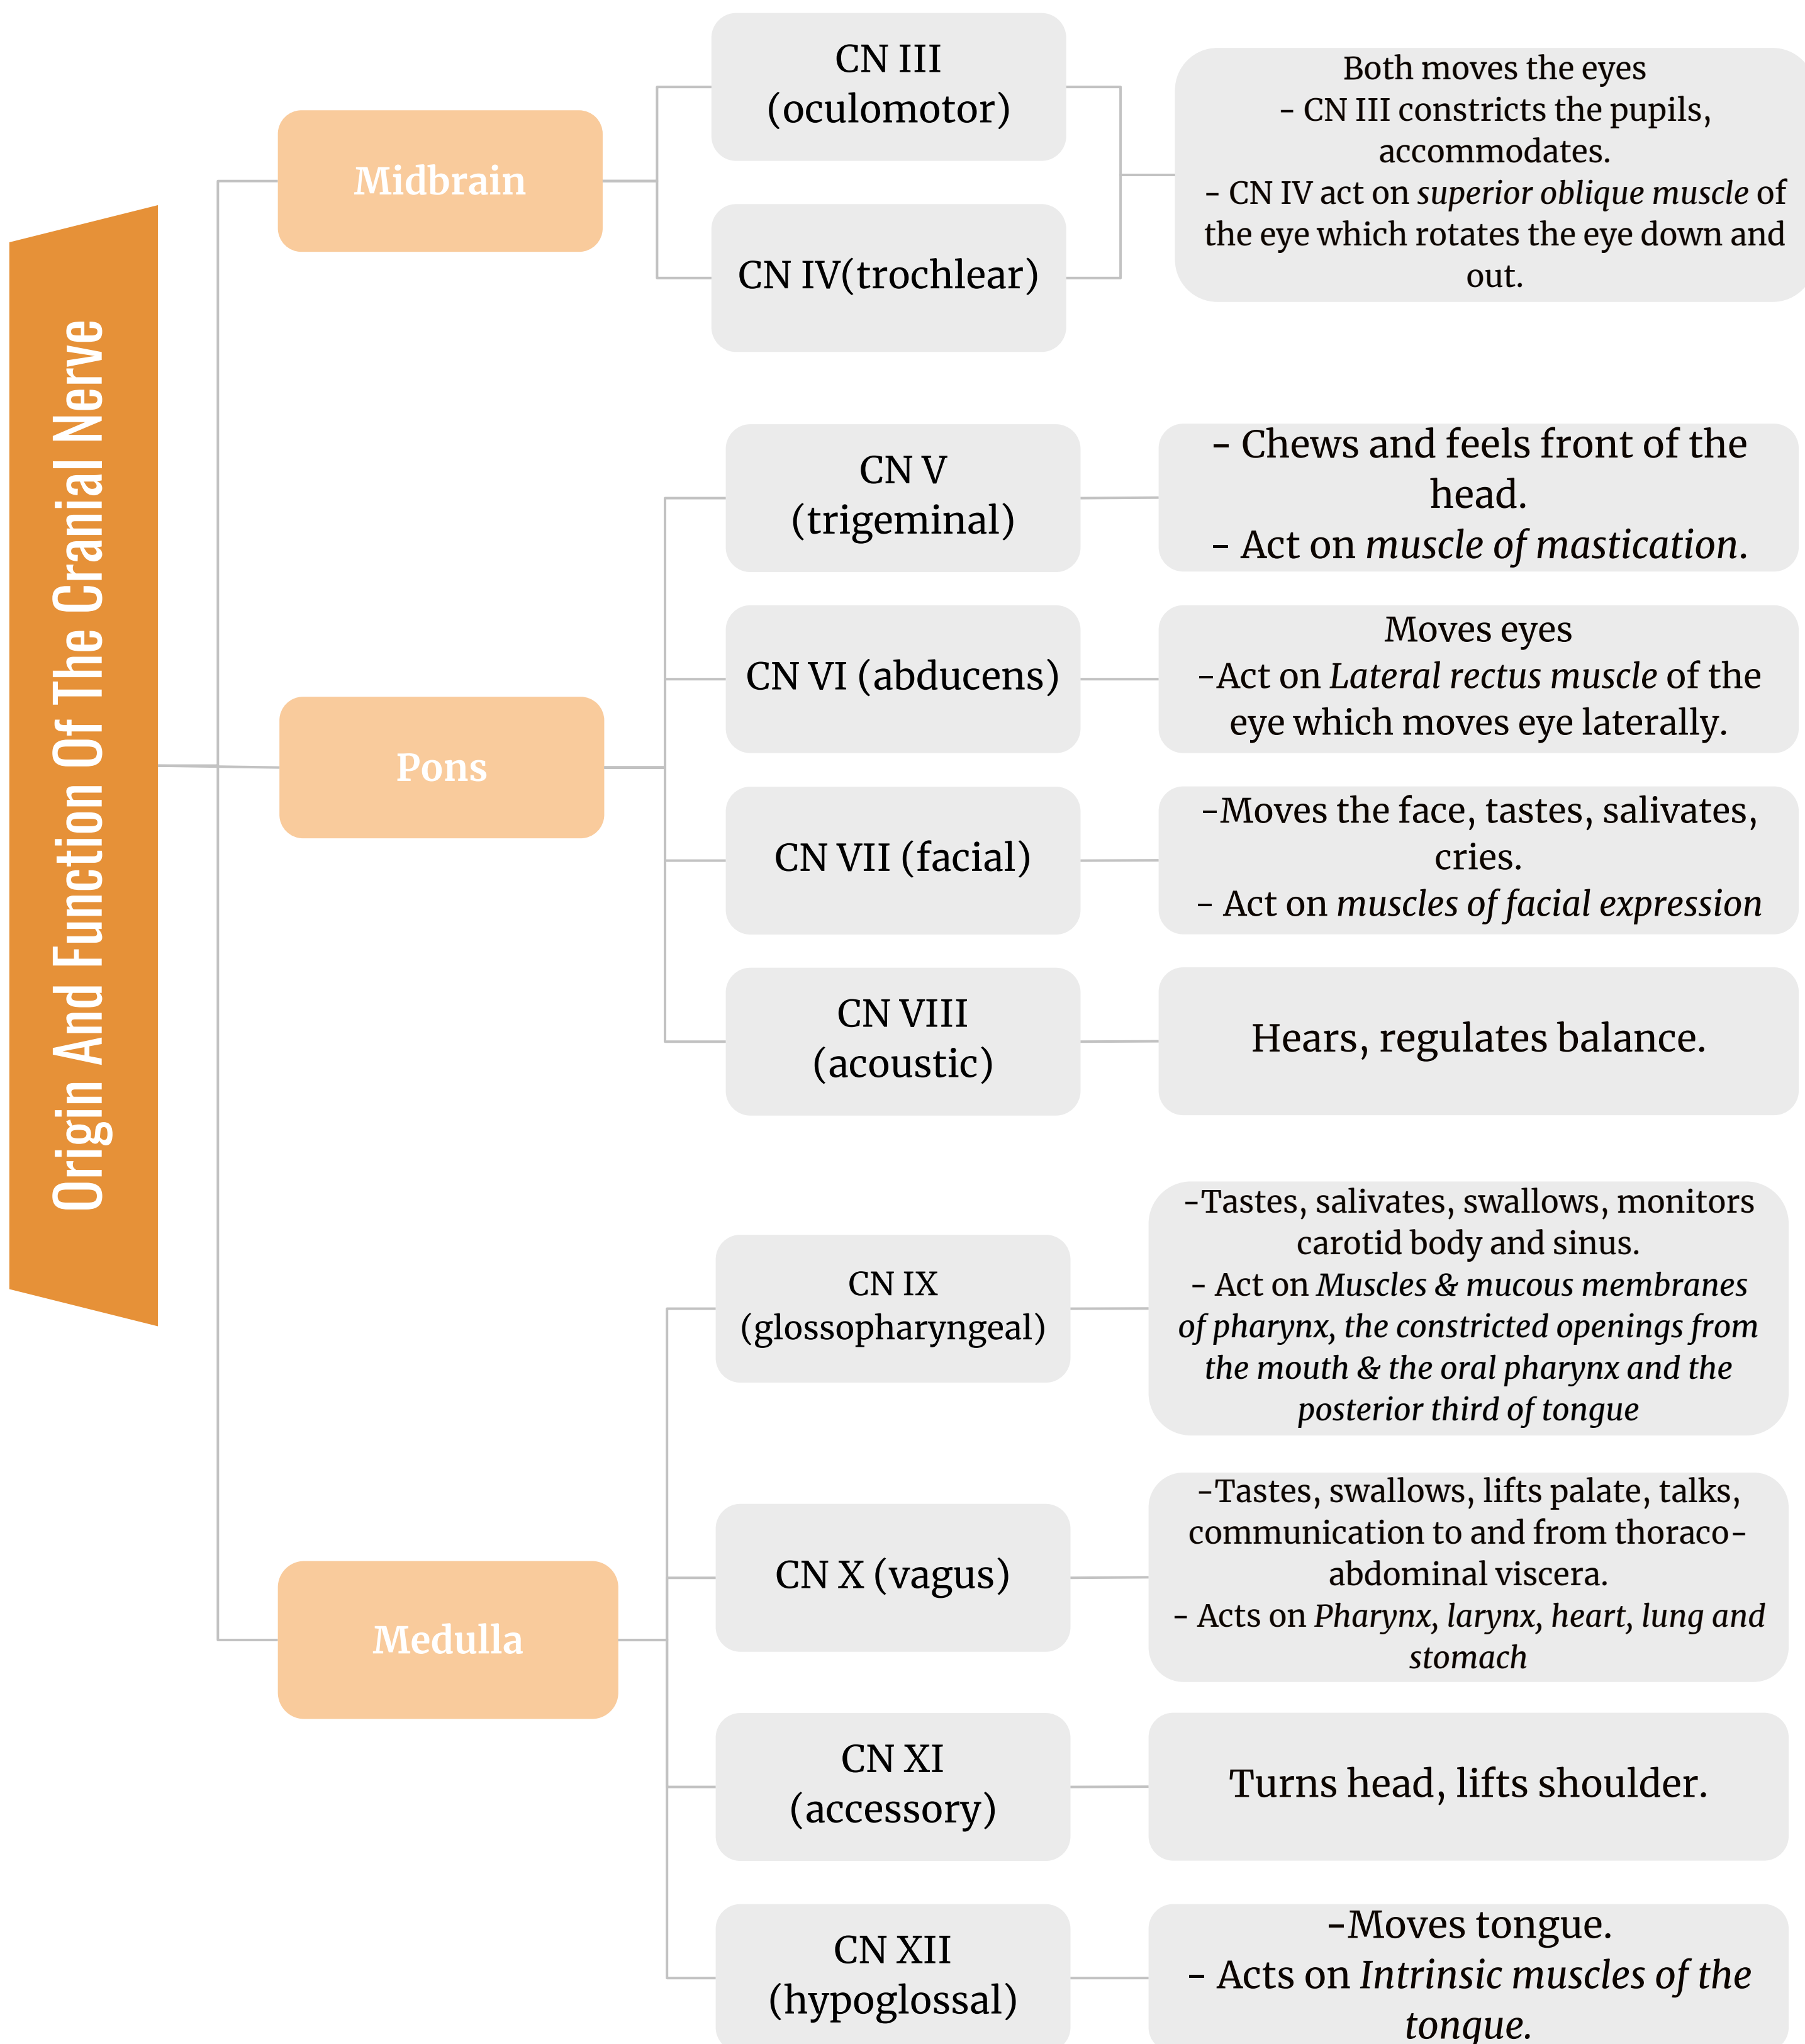 Origin And Function Of The Cranial Nerve
Midbrain
CN III
(oculomotor)
CN IV(trochlear)
Both moves the eyes
- CN III constricts the pupils,
accommodates.
- CN IV act on superior oblique muscle of
the eye which rotates the eye down and
out.
Pons
CN V
(trigeminal)
- Chews and feels front of the
head.
- Act on muscle of mastication.
CN VI (abducens)
Moves eyes
-Act on Lateral rectus muscle of the
eye which moves eye laterally.
CN VII (facial)
-Moves the face, tastes, salivates,
cries.
- Act on muscles of facial expression
CN VIII
(acoustic)
Hears, regulates balance.
Medulla
CN IX
(glossopharyngeal)
-Tastes, salivates, swallows, monitors
carotid body and sinus.
- Act on Muscles & mucous membranes
of pharynx, the constricted openings from
the mouth & the oral pharynx and the
posterior third of tongue
CN X (vagus)
-Tastes, swallows, lifts palate, talks,
communication to and from thoraco-
abdominal viscera.
- Acts on Pharynx, larynx, heart, lung and
stomach
CN XI
(accessory)
Turns head, lifts shoulder.
CN XII
(hypoglossal)
-Moves tongue.
- Acts on Intrinsic muscles of the
tongue.